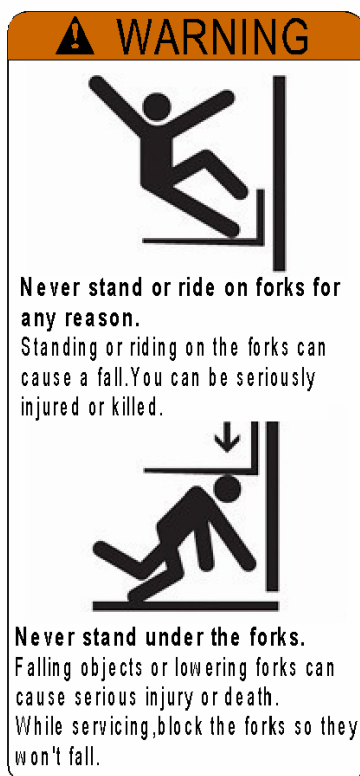 WARNING
Never stand or ride on forks for
any reason.
Standing or riding on the forks can
cause a fall.You can be seriously
injured or killed.
Never stand under the forks.
Falling objects or lowering forks can
cause serious injury or death.
While servicing,block the forks so they
won't fall.